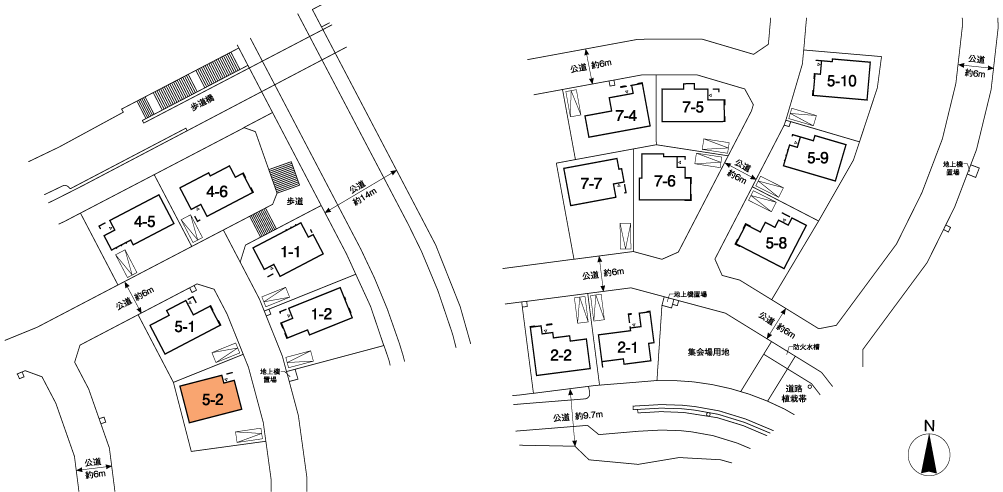 歩道橋
4-6
4-5
歩道
公道
約14m
1-1
公道 約6m
5-1
1-2
地上機
置場
5-2
公道
約6m
公道 約6m
7-4
7-5
5-10
公道
約6m
7-7
7-6
公道
約6m
5-9
地上機
置場
5-8
公道 約6m
地上機置場
2-2
2-1
集会場用地
公道 約6m
防火水槽
道路
植栽帯
公道 約9.7m
N